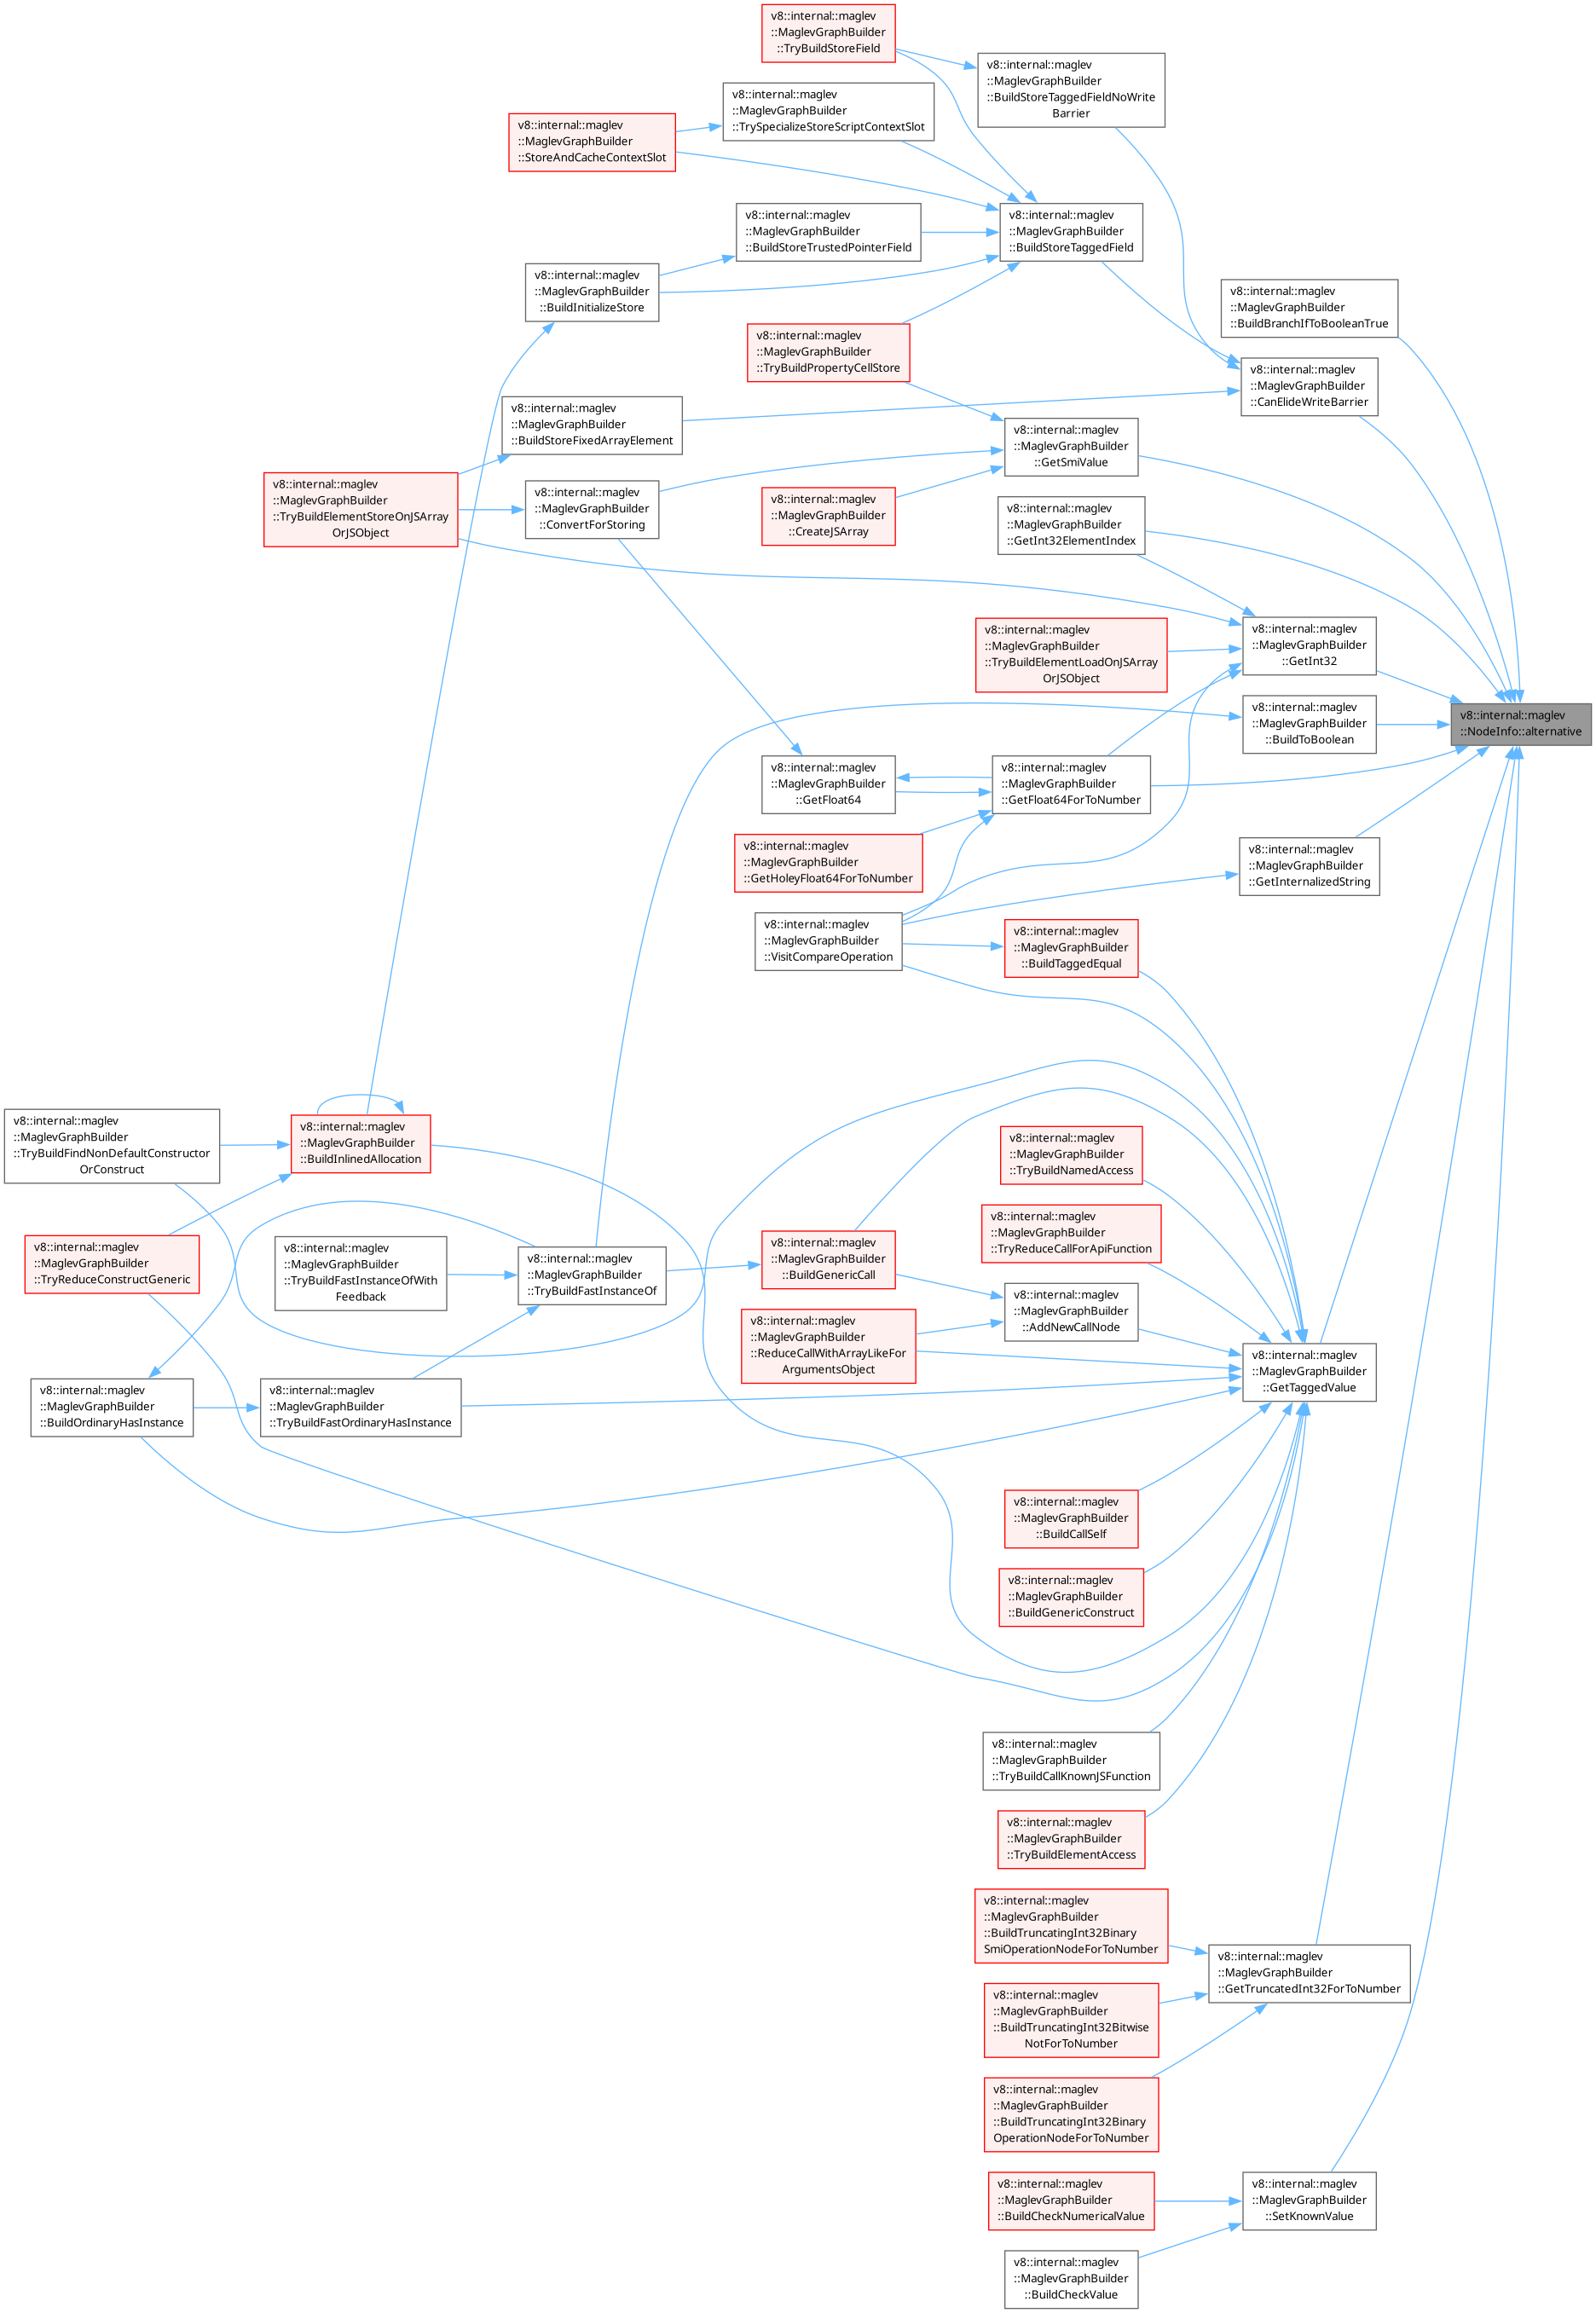 v8::internal::maglev
::MaglevGraphBuilder
::TryBuildStoreField
v8::internal::maglev
::MaglevGraphBuilder
::BuildStoreTaggedFieldNoWrite
Barrier
v8::internal::maglev
::MaglevGraphBuilder
::TrySpecializeStoreScriptContextSlot
v8::internal::maglev
::MaglevGraphBuilder
::StoreAndCacheContextSlot
v8::internal::maglev
::MaglevGraphBuilder
::BuildStoreTrustedPointerField
v8::internal::maglev
::MaglevGraphBuilder
::BuildStoreTaggedField
v8::internal::maglev
::MaglevGraphBuilder
::BuildInitializeStore
v8::internal::maglev
::MaglevGraphBuilder
::BuildBranchIfToBooleanTrue
v8::internal::maglev
::MaglevGraphBuilder
::TryBuildPropertyCellStore
v8::internal::maglev
::MaglevGraphBuilder
::CanElideWriteBarrier
v8::internal::maglev
::MaglevGraphBuilder
::BuildStoreFixedArrayElement
v8::internal::maglev
::MaglevGraphBuilder
::GetSmiValue
v8::internal::maglev
::MaglevGraphBuilder
::TryBuildElementStoreOnJSArray
OrJSObject
v8::internal::maglev
::MaglevGraphBuilder
::ConvertForStoring
v8::internal::maglev
::MaglevGraphBuilder
::CreateJSArray
v8::internal::maglev
::MaglevGraphBuilder
::GetInt32ElementIndex
v8::internal::maglev
::MaglevGraphBuilder
::TryBuildElementLoadOnJSArray
OrJSObject
v8::internal::maglev
::MaglevGraphBuilder
::GetInt32
v8::internal::maglev
::MaglevGraphBuilder
::BuildToBoolean
v8::internal::maglev
::NodeInfo::alternative
v8::internal::maglev
::MaglevGraphBuilder
::GetFloat64
v8::internal::maglev
::MaglevGraphBuilder
::GetFloat64ForToNumber
v8::internal::maglev
::MaglevGraphBuilder
::GetHoleyFloat64ForToNumber
v8::internal::maglev
::MaglevGraphBuilder
::GetInternalizedString
v8::internal::maglev
::MaglevGraphBuilder
::VisitCompareOperation
v8::internal::maglev
::MaglevGraphBuilder
::BuildTaggedEqual
v8::internal::maglev
::MaglevGraphBuilder
::TryBuildFindNonDefaultConstructor
OrConstruct
v8::internal::maglev
::MaglevGraphBuilder
::BuildInlinedAllocation
v8::internal::maglev
::MaglevGraphBuilder
::TryBuildNamedAccess
v8::internal::maglev
::MaglevGraphBuilder
::TryReduceCallForApiFunction
v8::internal::maglev
::MaglevGraphBuilder
::TryReduceConstructGeneric
v8::internal::maglev
::MaglevGraphBuilder
::TryBuildFastInstanceOfWith
Feedback
v8::internal::maglev
::MaglevGraphBuilder
::TryBuildFastInstanceOf
v8::internal::maglev
::MaglevGraphBuilder
::BuildGenericCall
v8::internal::maglev
::MaglevGraphBuilder
::AddNewCallNode
v8::internal::maglev
::MaglevGraphBuilder
::ReduceCallWithArrayLikeFor
ArgumentsObject
v8::internal::maglev
::MaglevGraphBuilder
::GetTaggedValue
v8::internal::maglev
::MaglevGraphBuilder
::BuildOrdinaryHasInstance
v8::internal::maglev
::MaglevGraphBuilder
::TryBuildFastOrdinaryHasInstance
v8::internal::maglev
::MaglevGraphBuilder
::BuildCallSelf
v8::internal::maglev
::MaglevGraphBuilder
::BuildGenericConstruct
v8::internal::maglev
::MaglevGraphBuilder
::TryBuildCallKnownJSFunction
v8::internal::maglev
::MaglevGraphBuilder
::TryBuildElementAccess
v8::internal::maglev
::MaglevGraphBuilder
::BuildTruncatingInt32Binary
SmiOperationNodeForToNumber
v8::internal::maglev
::MaglevGraphBuilder
::GetTruncatedInt32ForToNumber
v8::internal::maglev
::MaglevGraphBuilder
::BuildTruncatingInt32Bitwise
NotForToNumber
v8::internal::maglev
::MaglevGraphBuilder
::BuildTruncatingInt32Binary
OperationNodeForToNumber
v8::internal::maglev
::MaglevGraphBuilder
::BuildCheckNumericalValue
v8::internal::maglev
::MaglevGraphBuilder
::SetKnownValue
v8::internal::maglev
::MaglevGraphBuilder
::BuildCheckValue